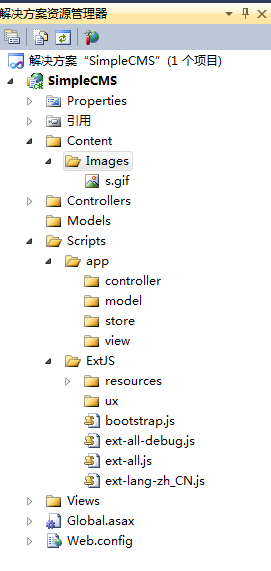 解决方案资源管理器
解决方案"SimpleCMS"(1 个项目)
SimpleCMS
Properties
引用
Content
Images
s.gif
Controllers
Models
Scripts
app
controller
model
store
view
ExtJS
resources
ux
bootstrap.js
ext-all-debug.js
ext-all.js
ext-lang-zh_CN.js
Views
Global.asax
Web.config